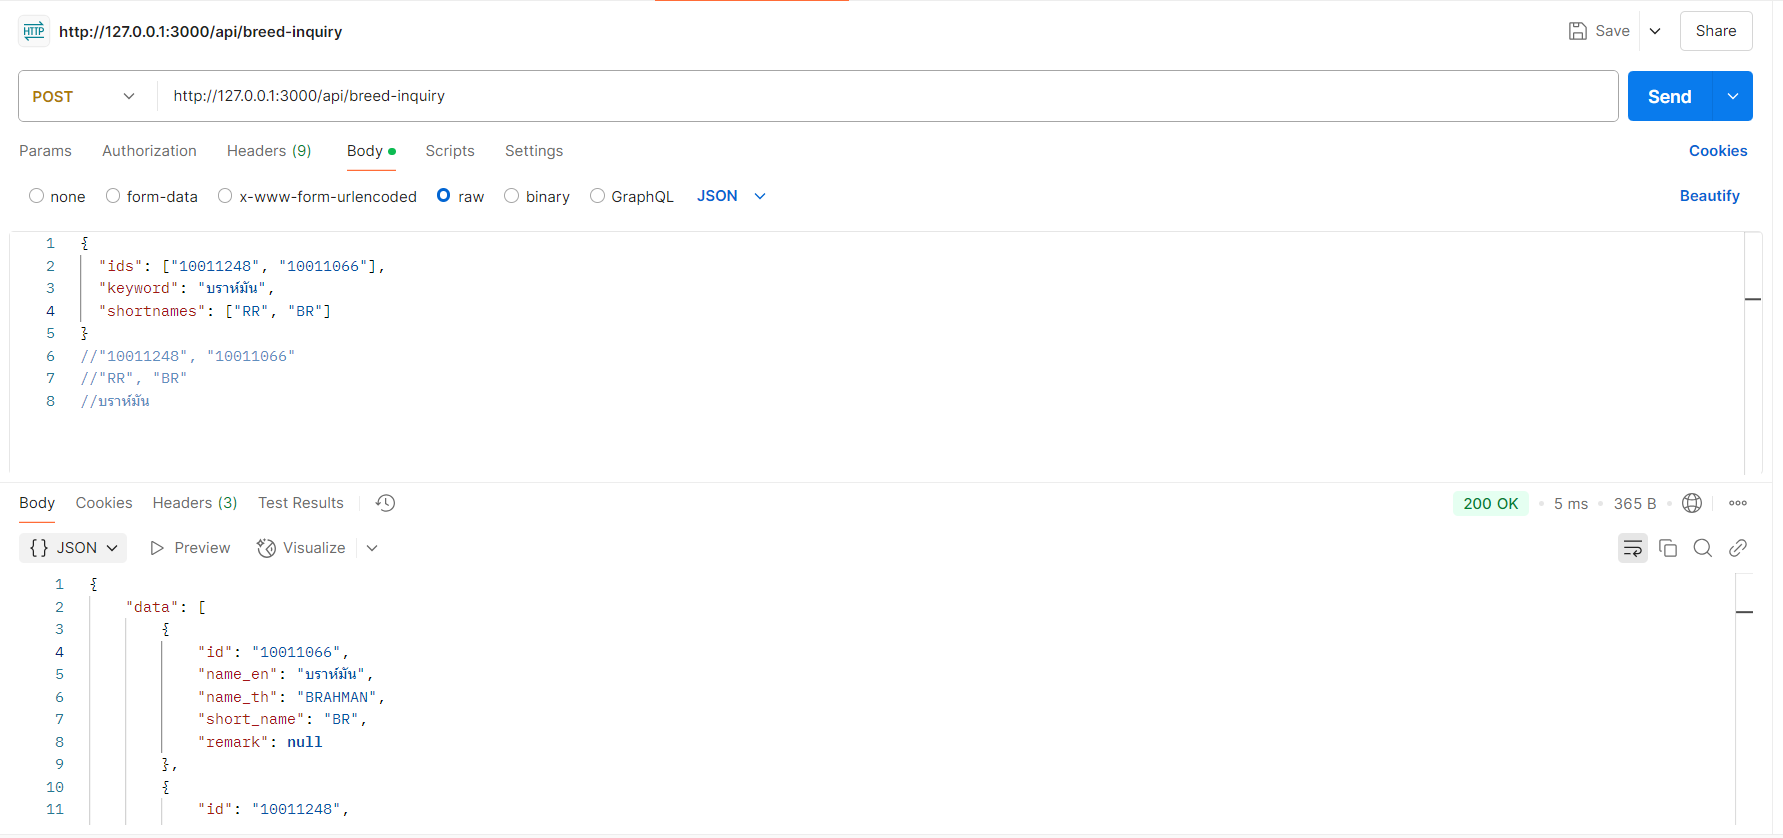 HTTP http://127.0.0.1:3000/api/breed-inquiry Save Share
POST http://127.0.0.1:3000/api/breed-inquiry Send
Params Authorization Headers (9) Body Scripts Settings Cookies
none form-data x-www-form-urlencoded raw binary GraphQL JSON Beautify
1 {
2 "ids": ["10011248", "10011066"],
3 "keyword": "บราห์มัน",
4 "shortnames": ["RR", "BR"]
5 }
6 //"10011248", "10011066"
7 //"RR", "BR"
8 //บราห์มัน
Body Cookies Headers (3) Test Results 200 OK • 5 ms • 365 B
{} JSON Preview Visualize
1 {
2 "data": [
3 {
4 "id": "10011066",
5 "name_en": "บราห์มัน",
6 "name_th": "BRAHMAN",
7 "short_name": "BR",
8 "remark": null
9 },
10 {
11 "id": "10011248",